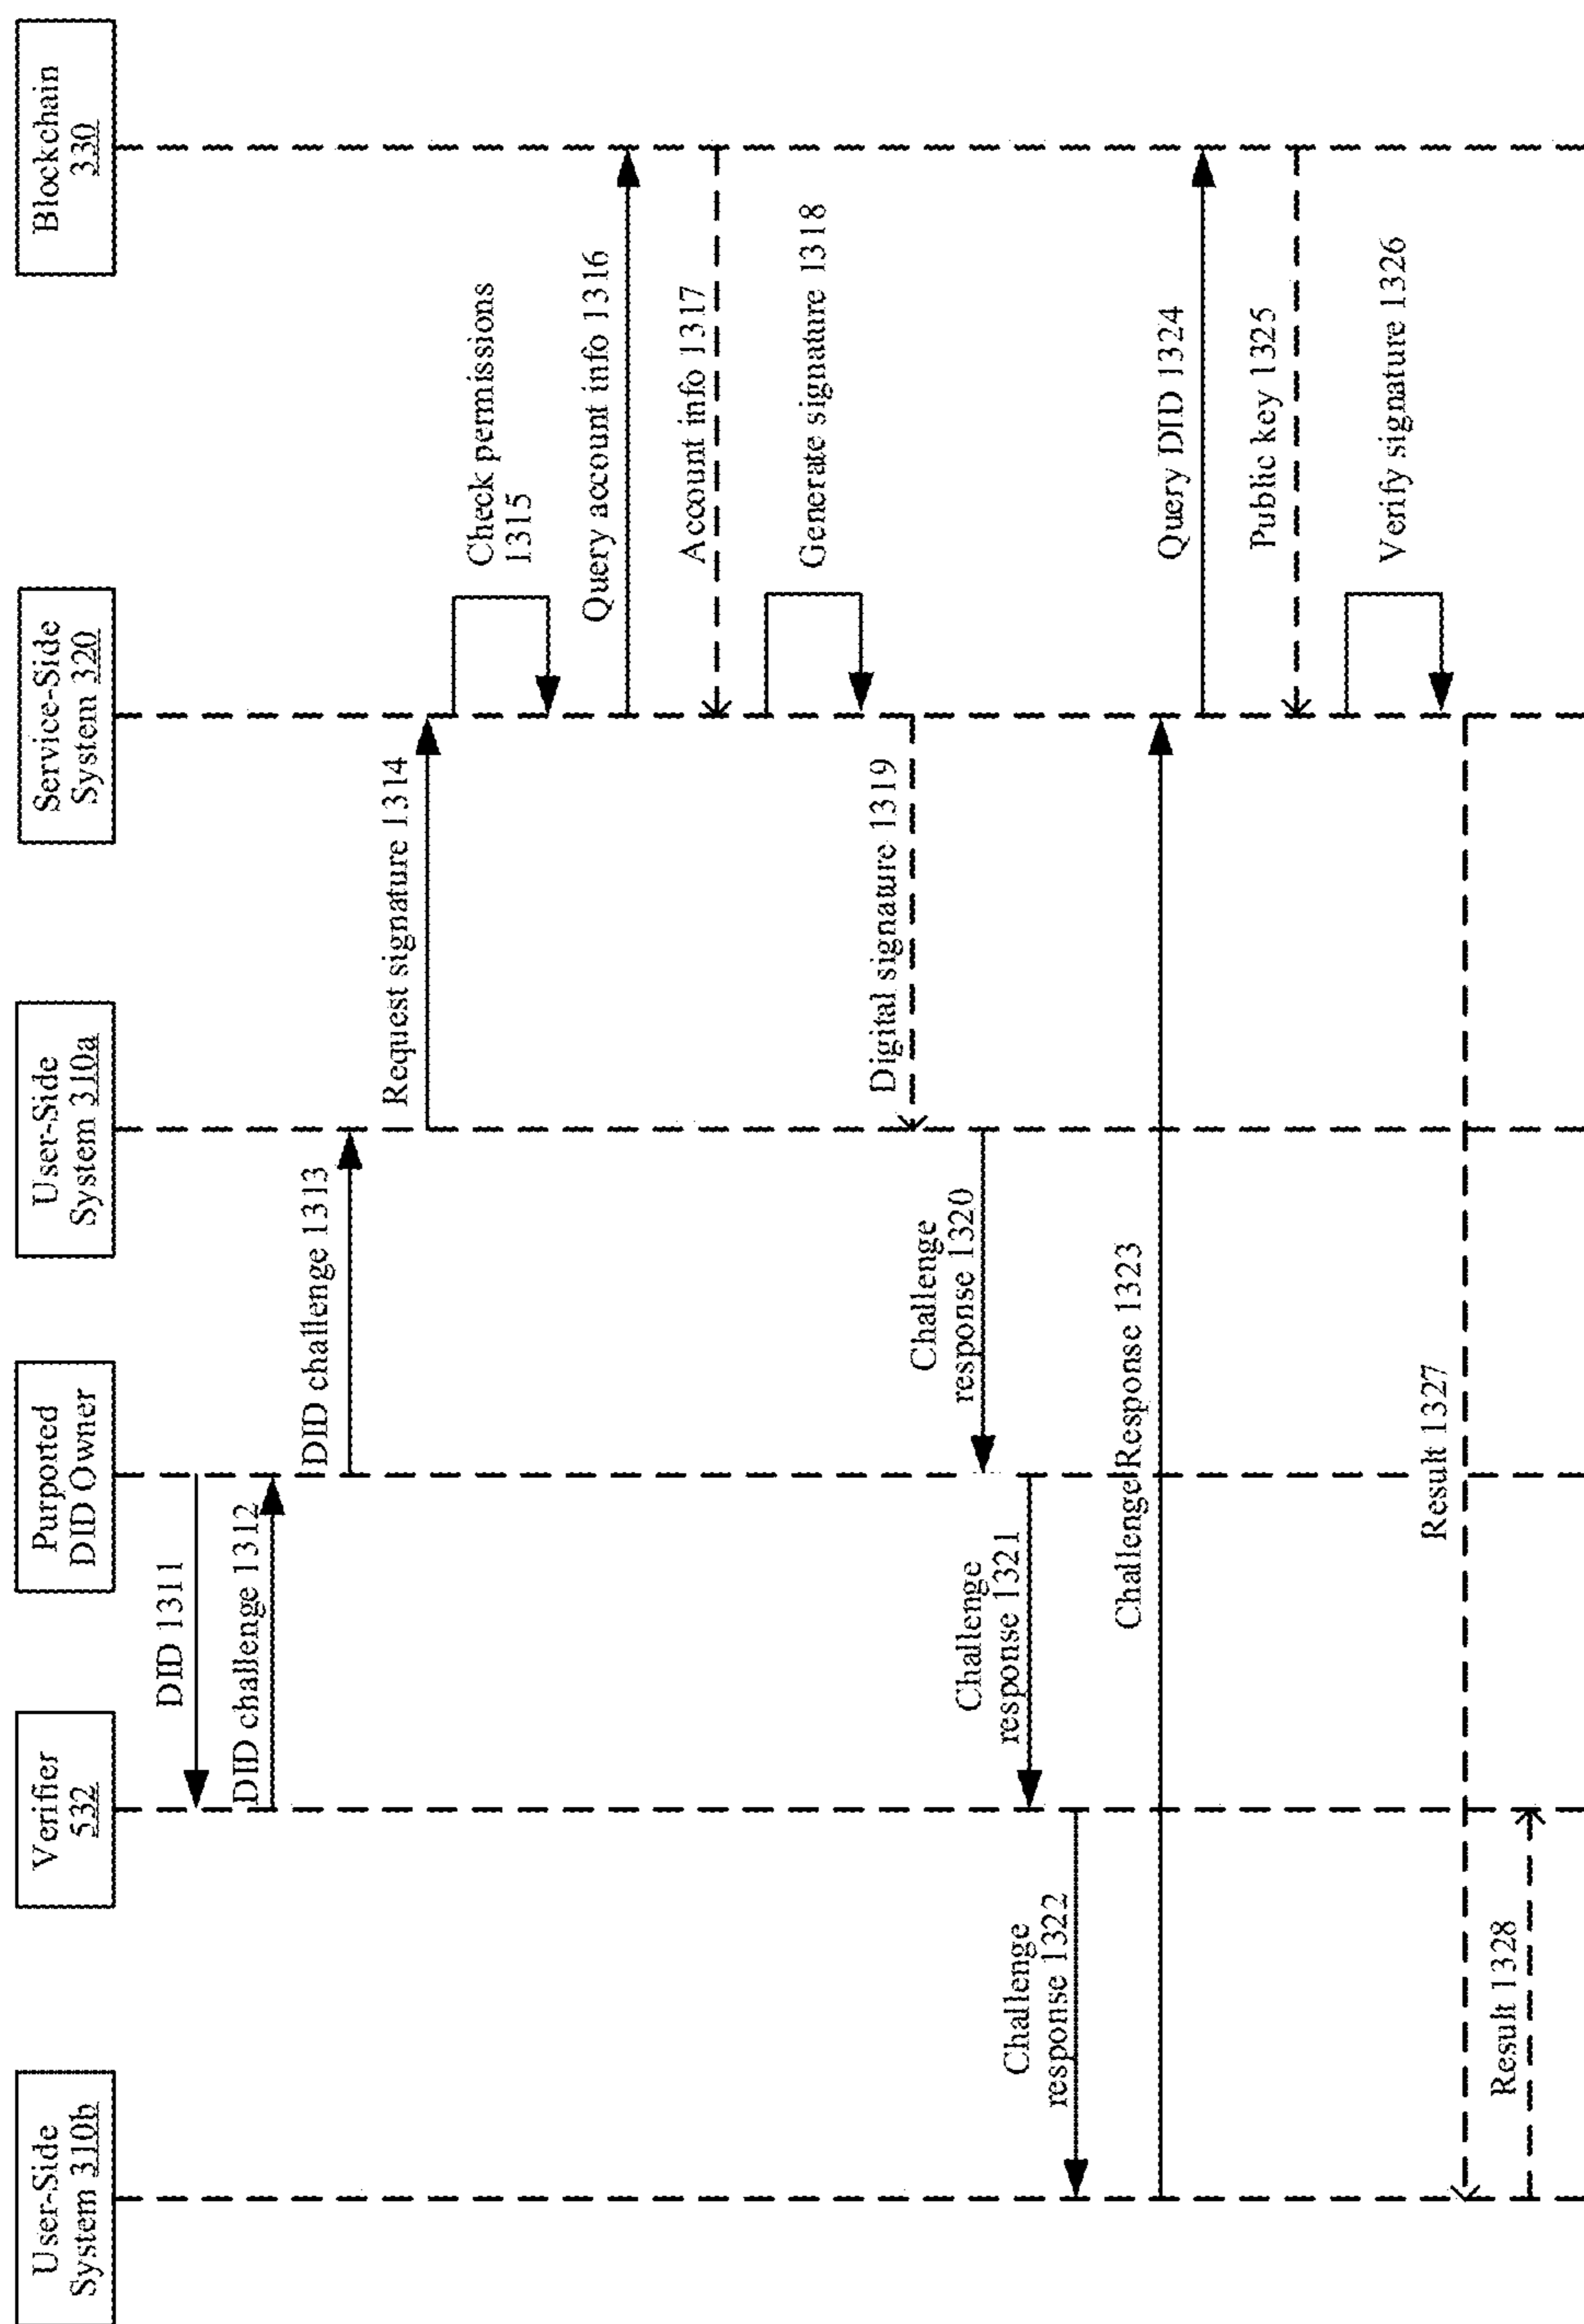 User-Side
System 310b
Verifier
532
Purported
DID Owner
User-Side
System 310a
Service-Side
System 320
Blockchain
330
DID 1311
DID challenge 1312
DID challenge 1313
Request signature 1314
Check permissions
1315
Query account info 1316
Account info 1317
Generate signature 1318
Digital signature 1319
Challenge
response 1320
Challenge
response 1321
Challenge
response 1322
Challenge Response 1323
Query DID 1324
Public key 1325
Verify signature 1326
Result 1327
Result 1328